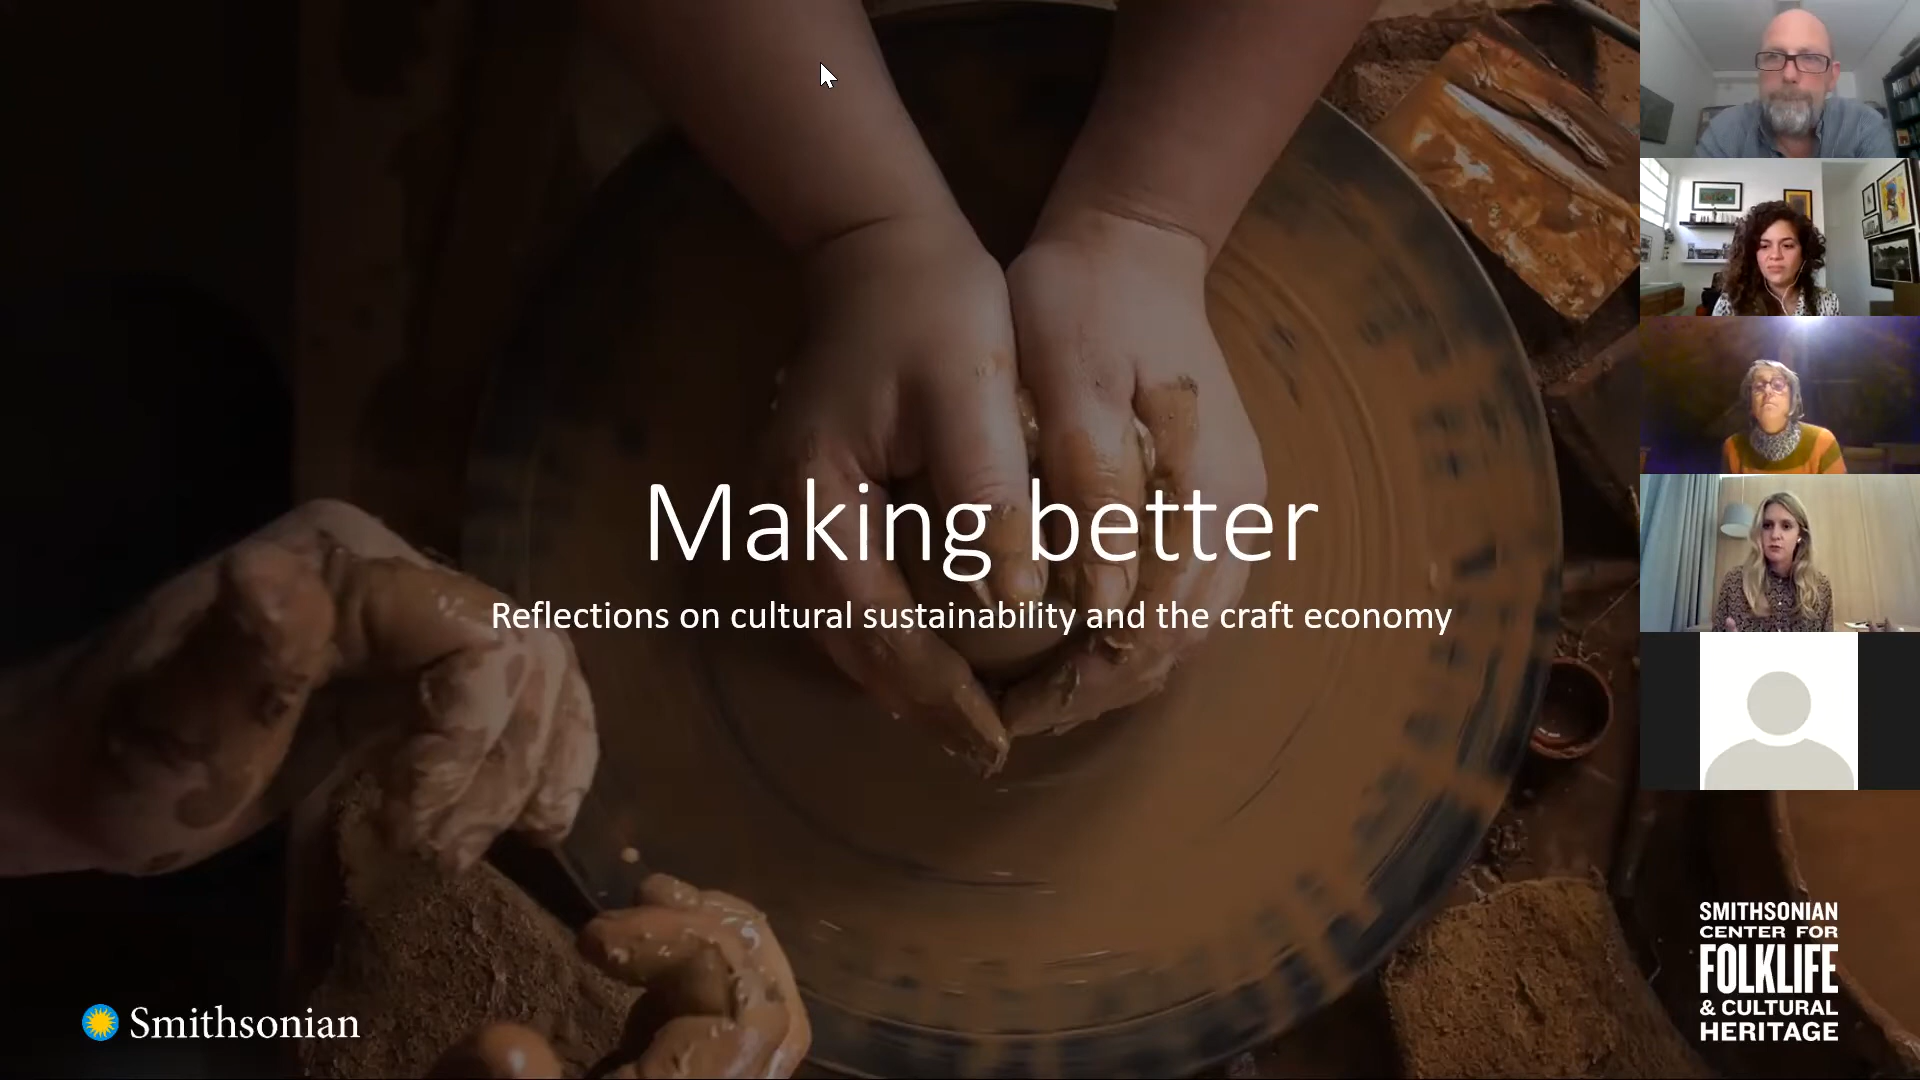 Making better
Reflections on cultural sustainability and the craft economy
Smithsonian
SMITHSONIAN
CENTER FOR
FOLKLIFE
& CULTURAL
HERITAGE